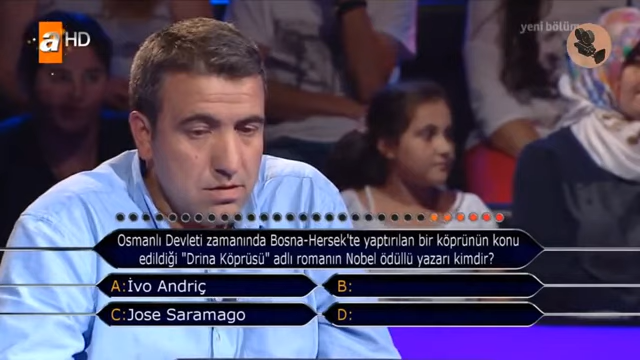 a HD
yeni bölüm
Osmanlı Devleti zamanında Bosna-Hersek'te yaptırılan bir köprünün konu
edildiği "Drina Köprüsü" adlı romanın Nobel ödüllü yazarı kimdir?
A: İvo Andriç
B:
C: Jose Saramago
D: